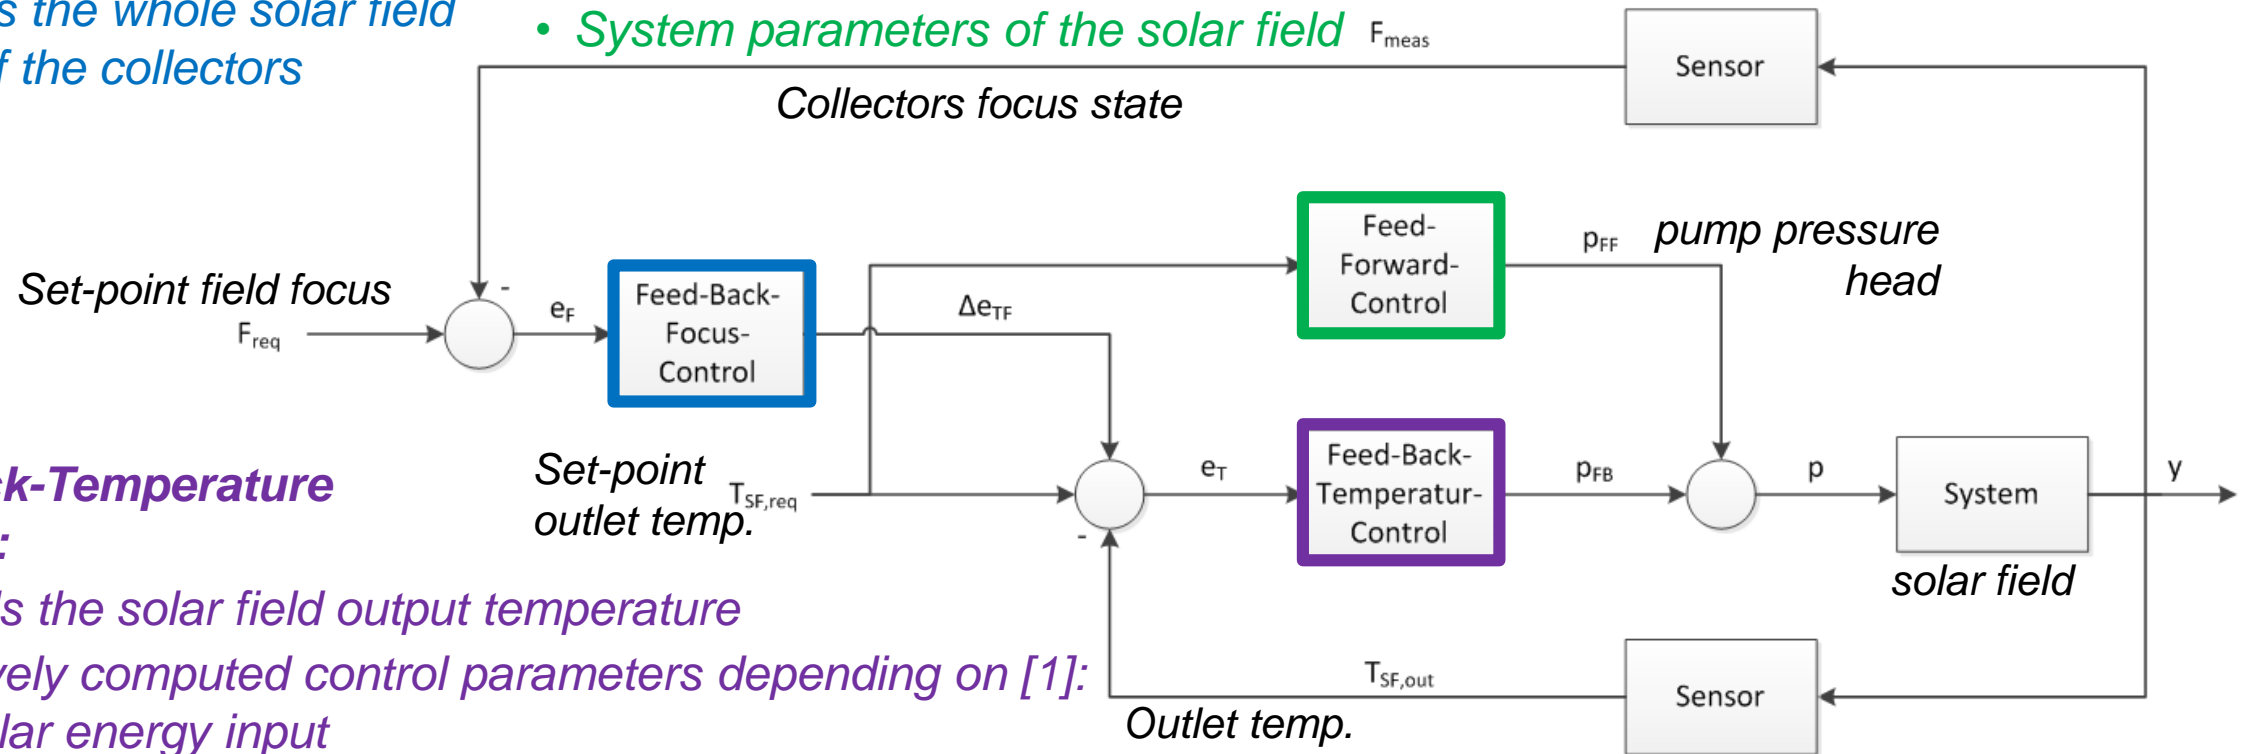 s the whole solar field
f the collectors
• System parameters of the solar field
F_meas
Sensor
Collectors focus state
Set-point field focus
F_req
-
e_F
Feed-Back-
Focus-
Control
Δe_TF
Feed-
Forward-
Control
p_FF
pump pressure
head
ck-Temperature
:
ls the solar field output temperature
vely computed control parameters depending on [1]:
lar energy input
Set-point
outlet temp.
T_SF,req
-
e_T
Feed-Back-
Temperatur-
Control
p_FB
p
System
solar field
y
T_SF,out
Outlet temp.
Sensor